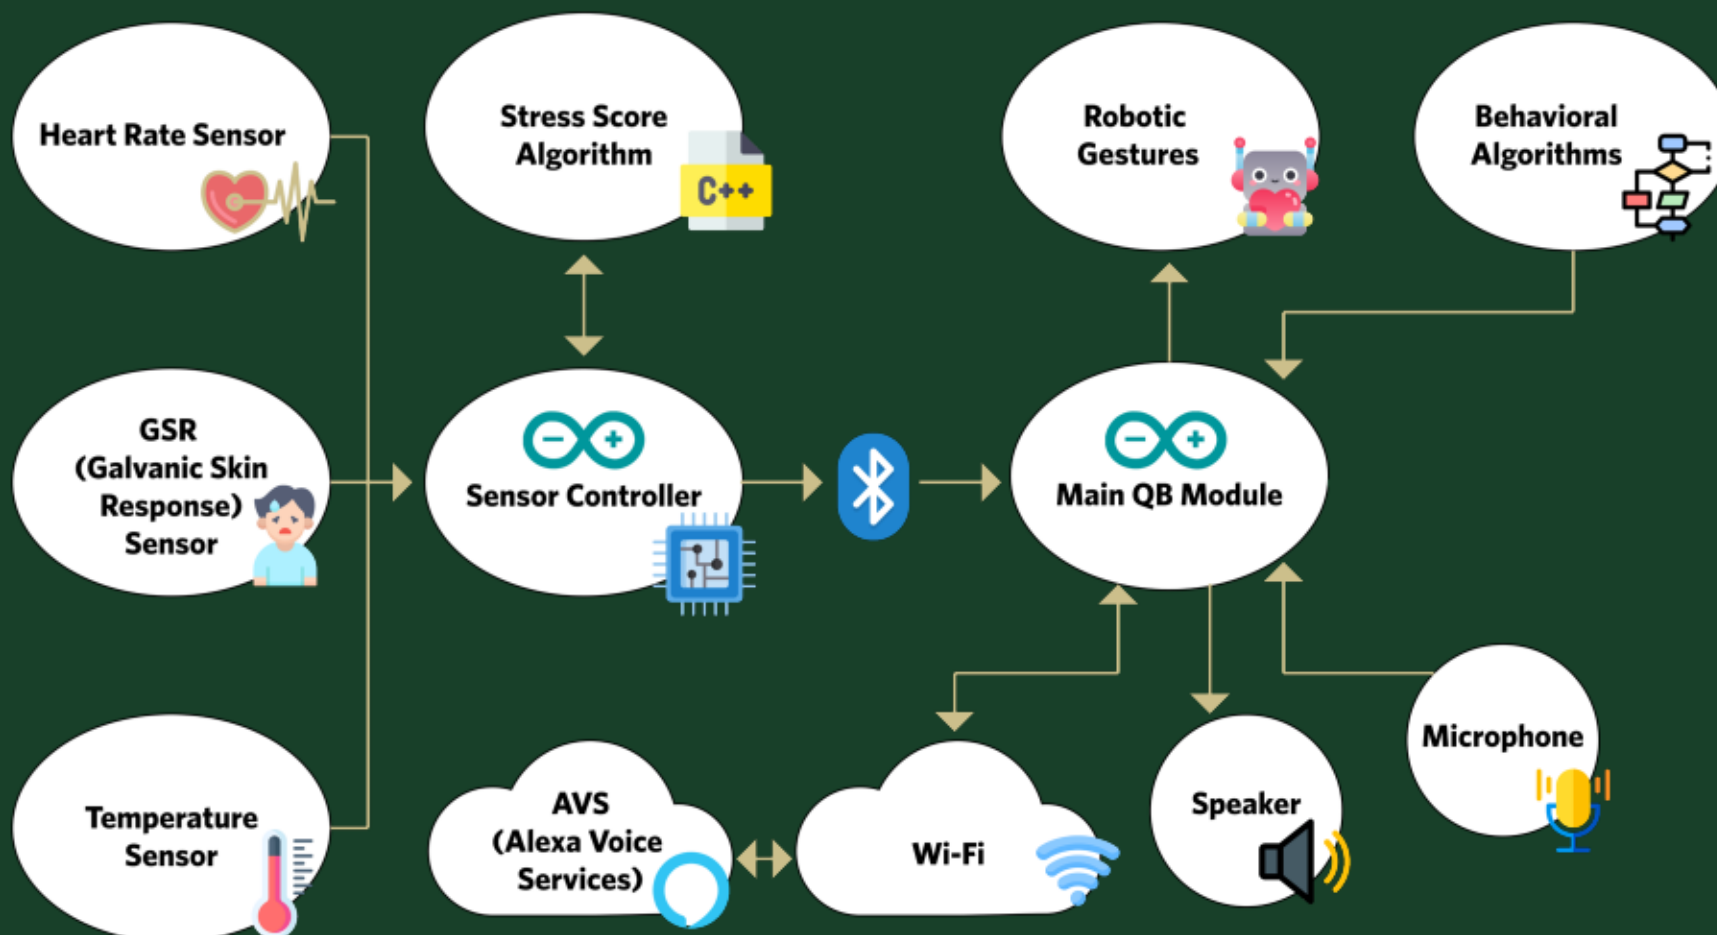 Heart Rate Sensor
Stress Score
Algorithm
C++
Robotic
Gestures
Behavioral
Algorithms
GSR
(Galvanic Skin
Response)
Sensor
Sensor Controller
Main QB Module
Temperature
Sensor
AVS
(Alexa Voice
Services)
Wi-Fi
Speaker
Microphone